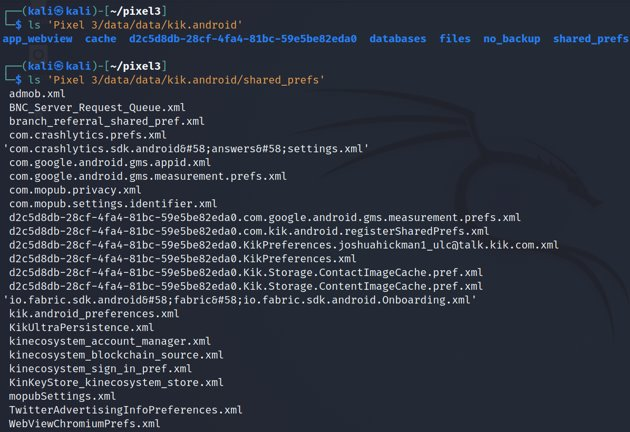 ┌──(kali㉿kali)-[~/pixel3]
└─$ ls 'Pixel 3/data/data/kik.android'
app_webview  cache  d2c5d8db-28cf-4fa4-81bc-59e5be82eda0  databases  files  no_backup  shared_prefs
┌──(kali㉿kali)-[~/pixel3]
└─$ ls 'Pixel 3/data/data/kik.android/shared_prefs'
admob.xml
BNC_Server_Request_Queue.xml
branch_referral_shared_pref.xml
com.crashlytics.prefs.xml
'com.crashlytics.sdk.android&#58;answers&#58;settings.xml'
com.google.android.gms.appid.xml
com.google.android.gms.measurement.prefs.xml
com.mopub.privacy.xml
com.mopub.settings.identifier.xml
d2c5d8db-28cf-4fa4-81bc-59e5be82eda0.com.google.android.gms.measurement.prefs.xml
d2c5d8db-28cf-4fa4-81bc-59e5be82eda0.com.kik.android.registerSharedPrefs.xml
d2c5d8db-28cf-4fa4-81bc-59e5be82eda0.KikPreferences.joshuahickman1_ulc@talk.kik.com.xml
d2c5d8db-28cf-4fa4-81bc-59e5be82eda0.KikPreferences.xml
d2c5d8db-28cf-4fa4-81bc-59e5be82eda0.Kik.Storage.ContactImageCache.pref.xml
d2c5d8db-28cf-4fa4-81bc-59e5be82eda0.Kik.Storage.ContentImageCache.pref.xml
'io.fabric.sdk.android&#58;fabric&#58;io.fabric.sdk.android.Onboarding.xml'
kik.android_preferences.xml
KikUltraPersistence.xml
kinecosystem_account_manager.xml
kinecosystem_blockchain_source.xml
kinecosystem_sign_in_pref.xml
KinKeyStore_kinecosystem_store.xml
mopubSettings.xml
TwitterAdvertisingInfoPreferences.xml
WebViewChromiumPrefs.xml